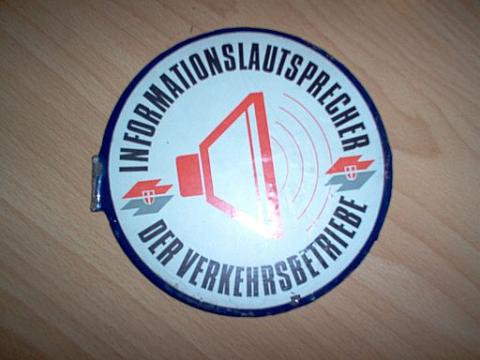 INFORMATIONSLAUTSPRECHER
DER VERKEHRSBETRIEBE